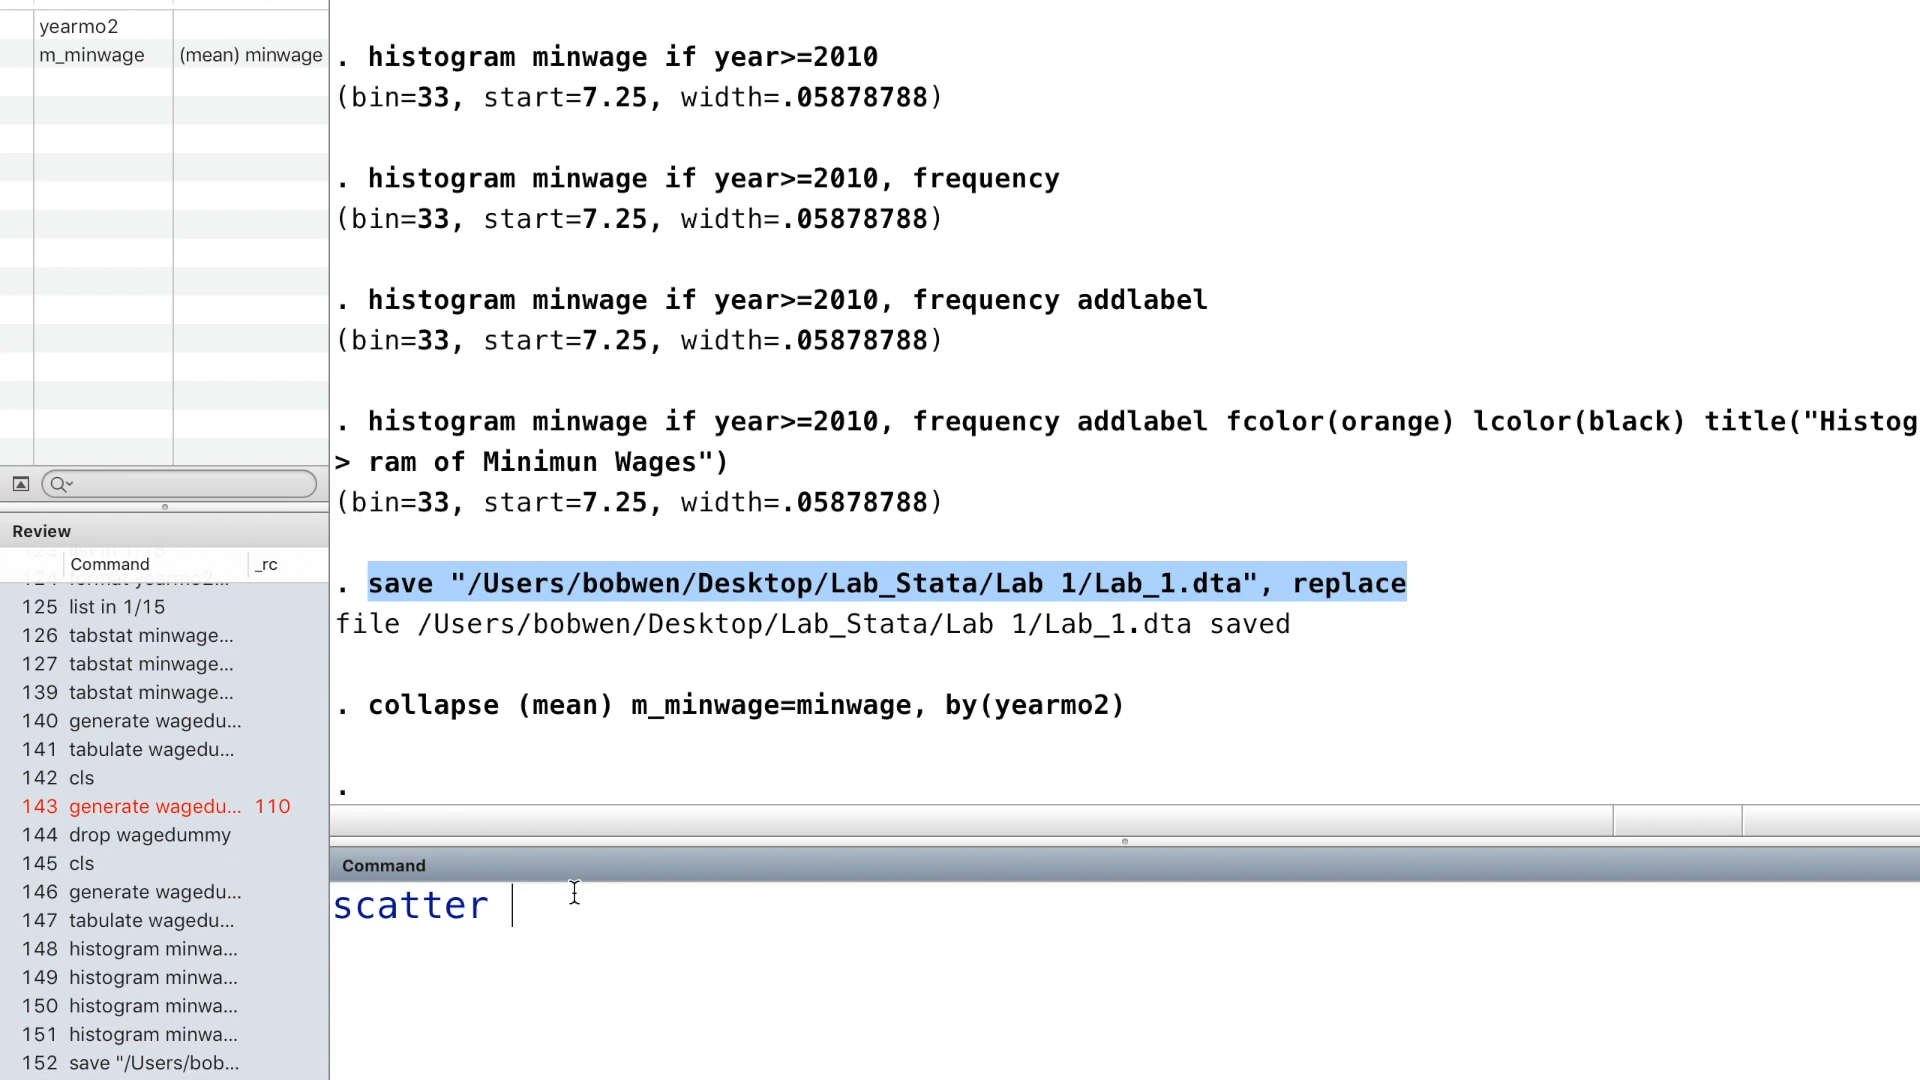 yearmo2
m_minwage (mean) minwage
. histogram minwage if year>=2010
(bin=33, start=7.25, width=.05878788)
. histogram minwage if year>=2010, frequency
(bin=33, start=7.25, width=.05878788)
. histogram minwage if year>=2010, frequency addlabel
(bin=33, start=7.25, width=.05878788)
. histogram minwage if year>=2010, frequency addlabel fcolor(orange) lcolor(black) title("Histog
> ram of Minimun Wages")
(bin=33, start=7.25, width=.05878788)
. save "/Users/bobwen/Desktop/Lab_Stata/Lab 1/Lab_1.dta", replace
file /Users/bobwen/Desktop/Lab_Stata/Lab 1/Lab_1.dta saved
. collapse (mean) m_minwage=minwage, by(yearmo2)
.
Review
Command _rc
125 list in 1/15
126 tabstat minwage...
127 tabstat minwage...
139 tabstat minwage...
140 generate wagedu...
141 tabulate wagedu...
142 cls
143 generate wagedu... 110
144 drop wagedummy
145 cls
146 generate wagedu...
147 tabulate wagedu...
148 histogram minwa...
149 histogram minwa...
150 histogram minwa...
151 histogram minwa...
152 save "/Users/bob...
Command
scatter